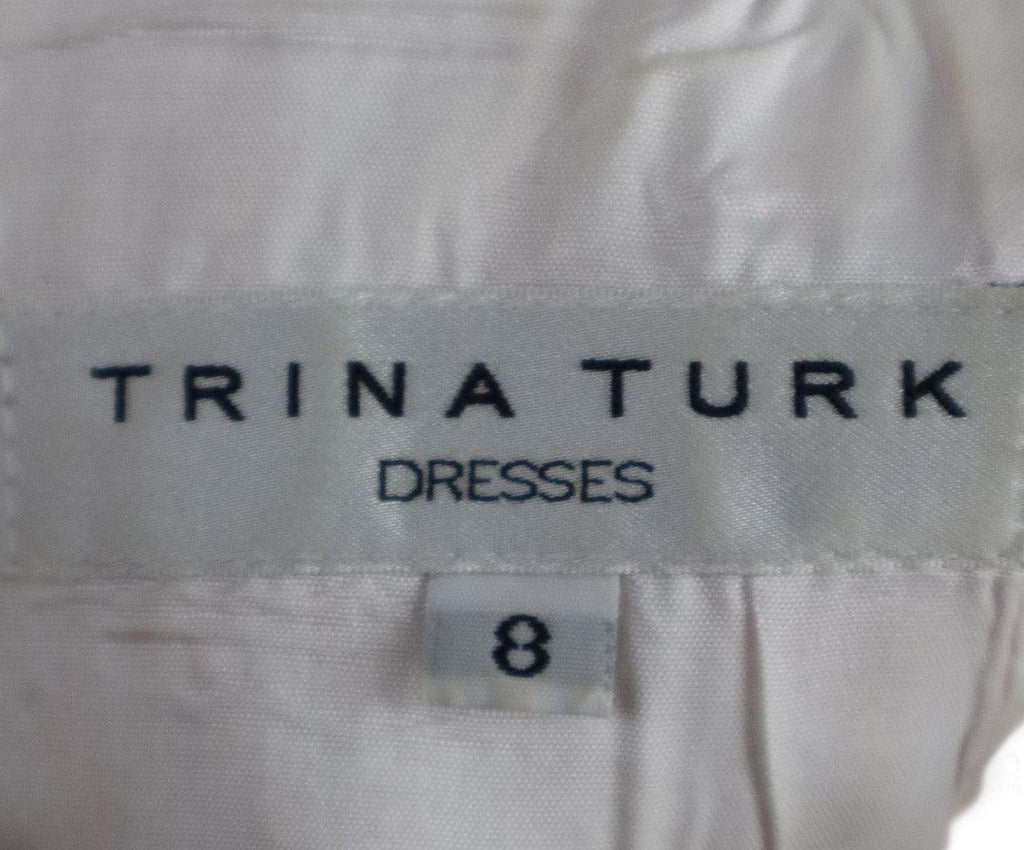 TRINA TURK
DRESSES
8